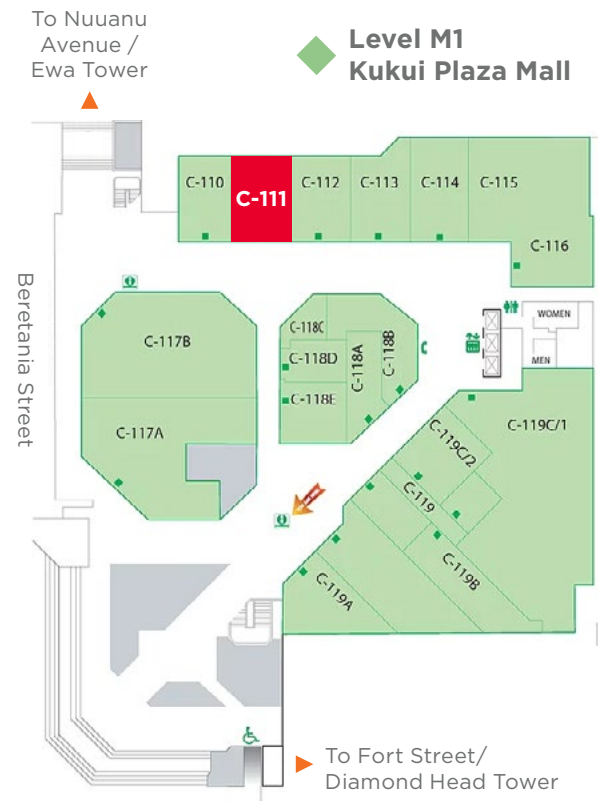 To Nuuanu
Avenue /
Ewa Tower
Level M1
Kukui Plaza Mall
C-110
C-111
C-112
C-113
C-114
C-115
C-116
Beretania Street
C-117B
C-117A
C-118C
C-118D
C-118E
C-118A
C-118B
WOMEN
MEN
C-119C/1
C-119C/2
C-119
C-119B
C-119A
To Fort Street/
Diamond Head Tower